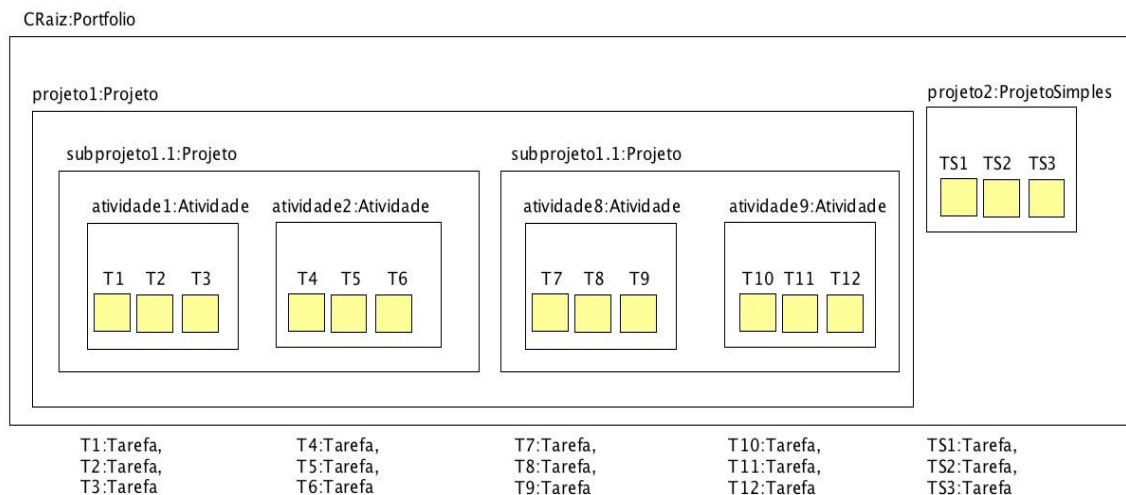 CRaiz:Portfolio
projeto1:Projeto
projeto2:ProjetoSimples
subprojeto1.1:Projeto
subprojeto1.1:Projeto
TS1 TS2 TS3
atividade1:Atividade
atividade2:Atividade
atividade8:Atividade
atividade9:Atividade
T1 T2 T3
T4 T5 T6
T7 T8 T9
T10 T11 T12
T1:Tarefa,
T2:Tarefa,
T3:Tarefa
T4:Tarefa,
T5:Tarefa,
T6:Tarefa
T7:Tarefa,
T8:Tarefa,
T9:Tarefa
T10:Tarefa,
T11:Tarefa,
T12:Tarefa
TS1:Tarefa,
TS2:Tarefa,
TS3:Tarefa